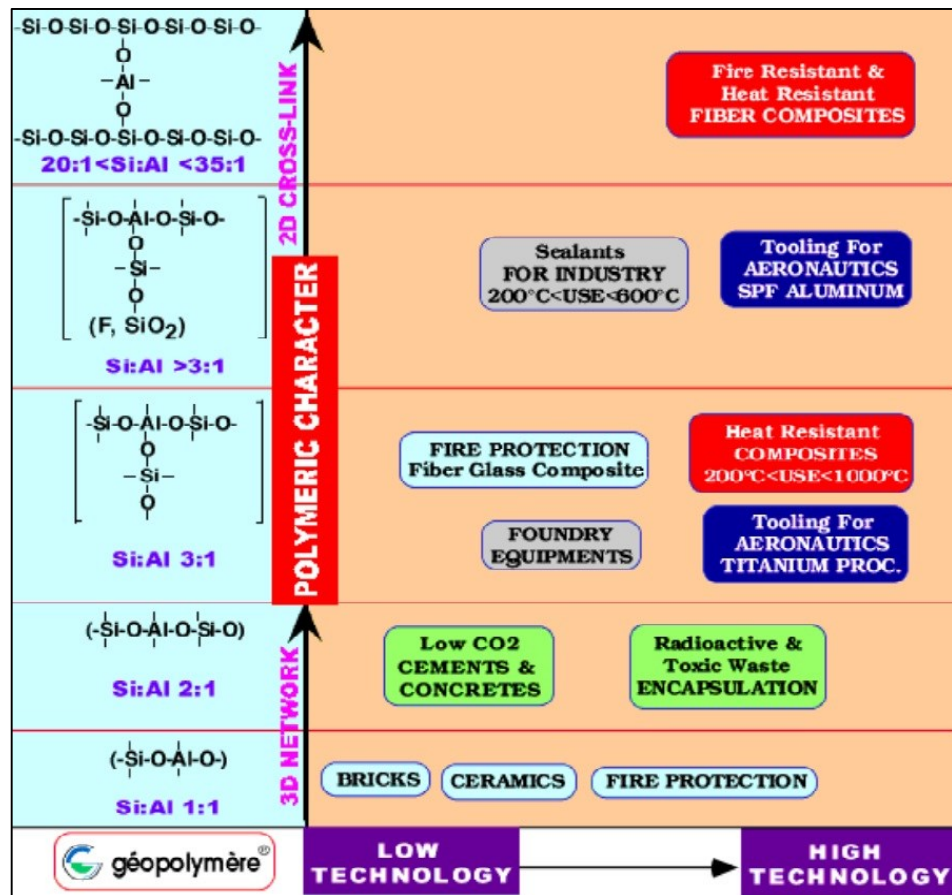 -Si-O-Si-O-Si-O-Si-O-Si-O-
O
-Al-
O
-Si-O-Si-O-Si-O-Si-O-Si-O-
20:1<Si:Al <35:1
Fire Resistant &
Heat Resistant
FIBER COMPOSITES
2D CROSS-LINK
-Si-O-Al-O-Si-O-
O
-Si-
O
(F, SiO₂)
Si:Al >3:1
Sealants
FOR INDUSTRY
200°C<USE<600°C
Tooling For
AERONAUTICS
SPF ALUMINUM
POLYMERIC CHARACTER
-Si-O-Al-O-Si-O-
O
-Si-
O
Si:Al 3:1
FIRE PROTECTION
Fiber Glass Composite
Heat Resistant
COMPOSITES
200°C<USE<1000°C
FOUNDRY
EQUIPMENTS
Tooling For
AERONAUTICS
TITANIUM PROC.
(-Si-O-Al-O-Si-O)
Si:Al 2:1
Low CO2
CEMENTS &
CONCRETES
Radioactive &
Toxic Waste
ENCAPSULATION
3D NETWORK
(-Si-O-Al-O-)
Si:Al 1:1
BRICKS
CERAMICS
FIRE PROTECTION
géopolymère®
LOW
TECHNOLOGY
HIGH
TECHNOLOGY